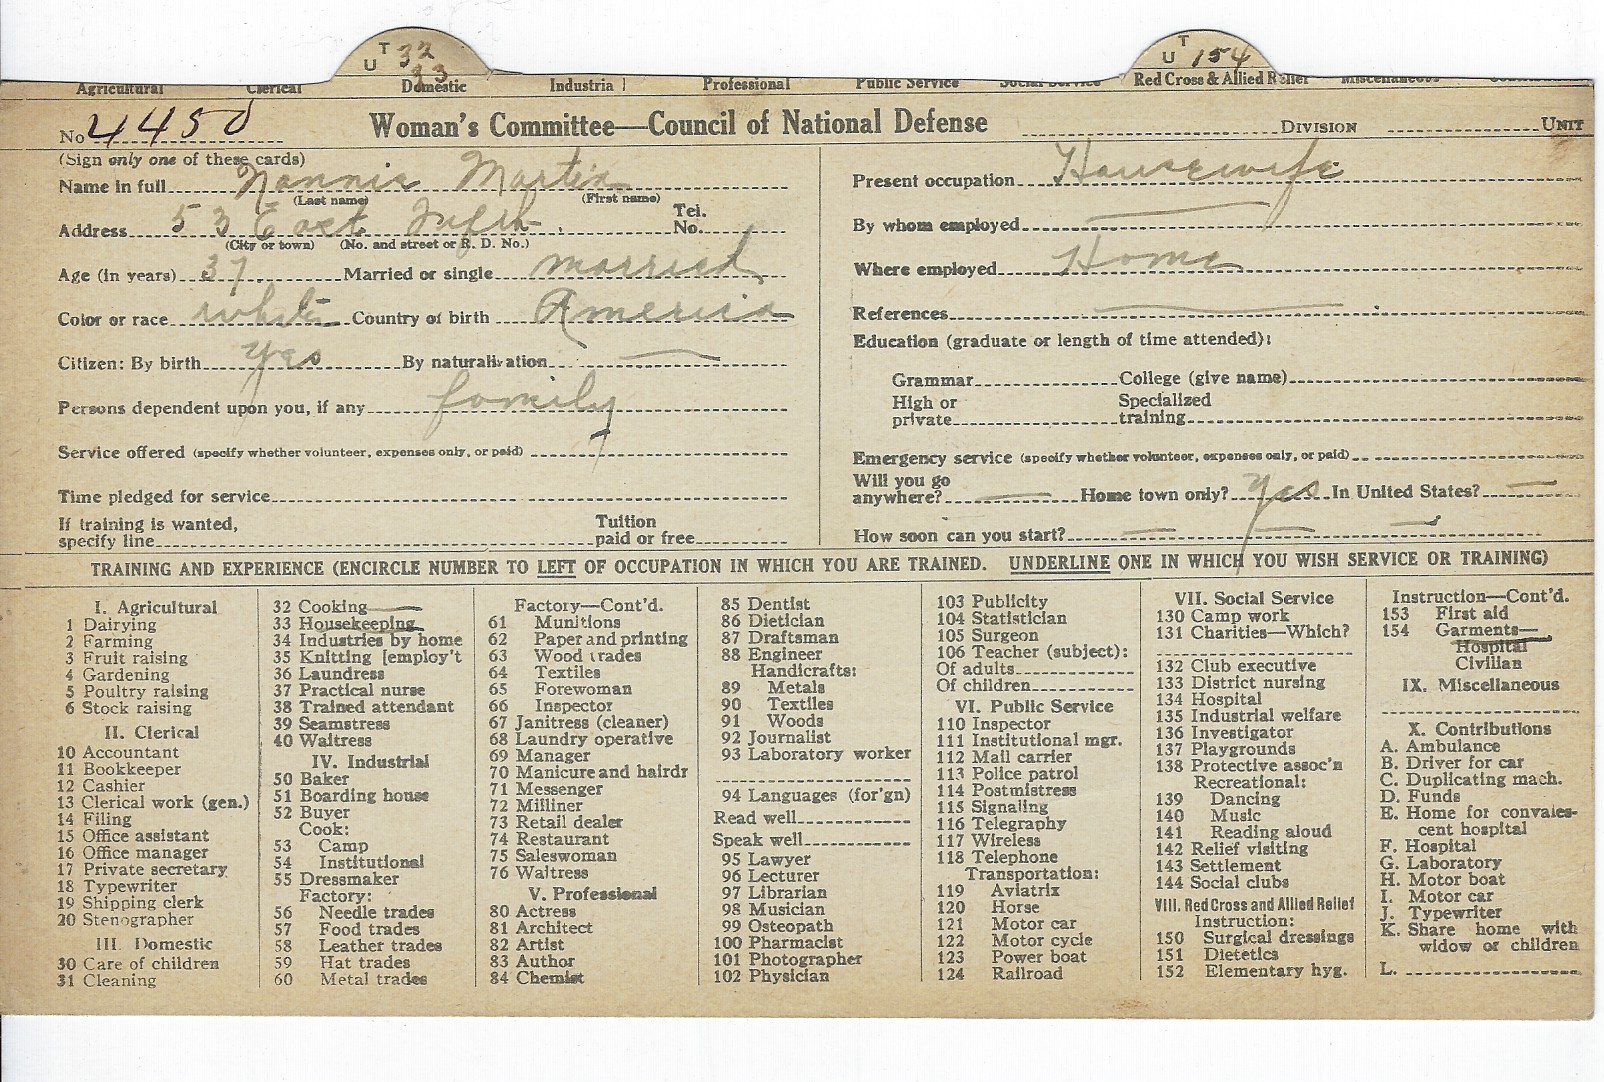 T U 32 33
T U 154
Agricultural Clerical Domestic Industrial Professional Public Service Social Service Red Cross & Allied Relief Miscellaneous
No. 4450 Woman's Committee—Council of National Defense DIVISION UNIT
(Sign only one of these cards)
Name in full Nannie Martin
(Last name) (First name)
Address 53 East Tel. No.
(City or town) (No. and street or R. D. No.)
Age (in years) 37 Married or single married
Color or race white Country of birth America
Citizen: By birth yes By naturalization —
Persons dependent upon you, if any family
Service offered (specify whether volunteer, expenses only, or paid)
Time pledged for service
If training is wanted, specify line Tuition paid or free
Present occupation Housewife
By whom employed —
Where employed Home
References —
Education (graduate or length of time attended):
Grammar College (give name)
High or private Specialized training
Emergency service (specify whether volunteer, expenses only, or paid)
Will you go anywhere? — Home town only? Yes In United States? —
How soon can you start? — — —
TRAINING AND EXPERIENCE (ENCIRCLE NUMBER TO LEFT OF OCCUPATION IN WHICH YOU ARE TRAINED. UNDERLINE ONE IN WHICH YOU WISH SERVICE OR TRAINING)
I. Agricultural
1 Dairying
2 Farming
3 Fruit raising
4 Gardening
5 Poultry raising
6 Stock raising
II. Clerical
10 Accountant
11 Bookkeeper
12 Cashier
13 Clerical work (gen.)
14 Filing
15 Office assistant
16 Office manager
17 Private secretary
18 Typewriter
19 Shipping clerk
20 Stenographer
III. Domestic
30 Care of children
31 Cleaning
32 Cooking
33 Housekeeping
34 Industries by home
35 Knitting [employ't
36 Laundress
37 Practical nurse
38 Trained attendant
39 Seamstress
40 Waitress
IV. Industrial
50 Baker
51 Boarding house
52 Buyer
Cook:
53 Camp
54 Institutional
55 Dressmaker
Factory:
56 Needle trades
57 Food trades
58 Leather trades
59 Hat trades
60 Metal trades
Factory—Cont'd.
61 Munitions
62 Paper and printing
63 Wood trades
64 Textiles
65 Forewoman
66 Inspector
67 Janitress (cleaner)
68 Laundry operative
69 Manager
70 Manicure and hairdr
71 Messenger
72 Milliner
73 Retail dealer
74 Restaurant
75 Saleswoman
76 Waitress
V. Professional
80 Actress
81 Architect
82 Artist
83 Author
84 Chemist
85 Dentist
86 Dietician
87 Draftsman
88 Engineer
Handicrafts:
89 Metals
90 Textiles
91 Woods
92 Journalist
93 Laboratory worker
94 Languages (for'gn)
Read well
Speak well
95 Lawyer
96 Lecturer
97 Librarian
98 Musician
99 Osteopath
100 Pharmacist
101 Photographer
102 Physician
103 Publicity
104 Statistician
105 Surgeon
106 Teacher (subject):
Of adults
Of children
VI. Public Service
110 Inspector
111 Institutional mgr.
112 Mail carrier
113 Police patrol
114 Postmistress
115 Signaling
116 Telegraphy
117 Wireless
118 Telephone
Transportation:
119 Aviatrix
120 Horse
121 Motor car
122 Motor cycle
123 Power boat
124 Railroad
VII. Social Service
130 Camp work
131 Charities—Which?
132 Club executive
133 District nursing
134 Hospital
135 Industrial welfare
136 Investigator
137 Playgrounds
138 Protective assoc'n
Recreational:
139 Dancing
140 Music
141 Reading aloud
142 Relief visiting
143 Settlement
144 Social clubs
VIII. Red Cross and Allied Relief
Instruction:
150 Surgical dressings
151 Dietetics
152 Elementary hyg.
Instruction—Cont'd.
153 First aid
154 Garments—
Hospital
Civilian
IX. Miscellaneous
X. Contributions
A. Ambulance
B. Driver for car
C. Duplicating mach.
D. Funds
E. Home for convales-
cent hospital
F. Hospital
G. Laboratory
H. Motor boat
I. Motor car
J. Typewriter
K. Share home with
widow or children
L.